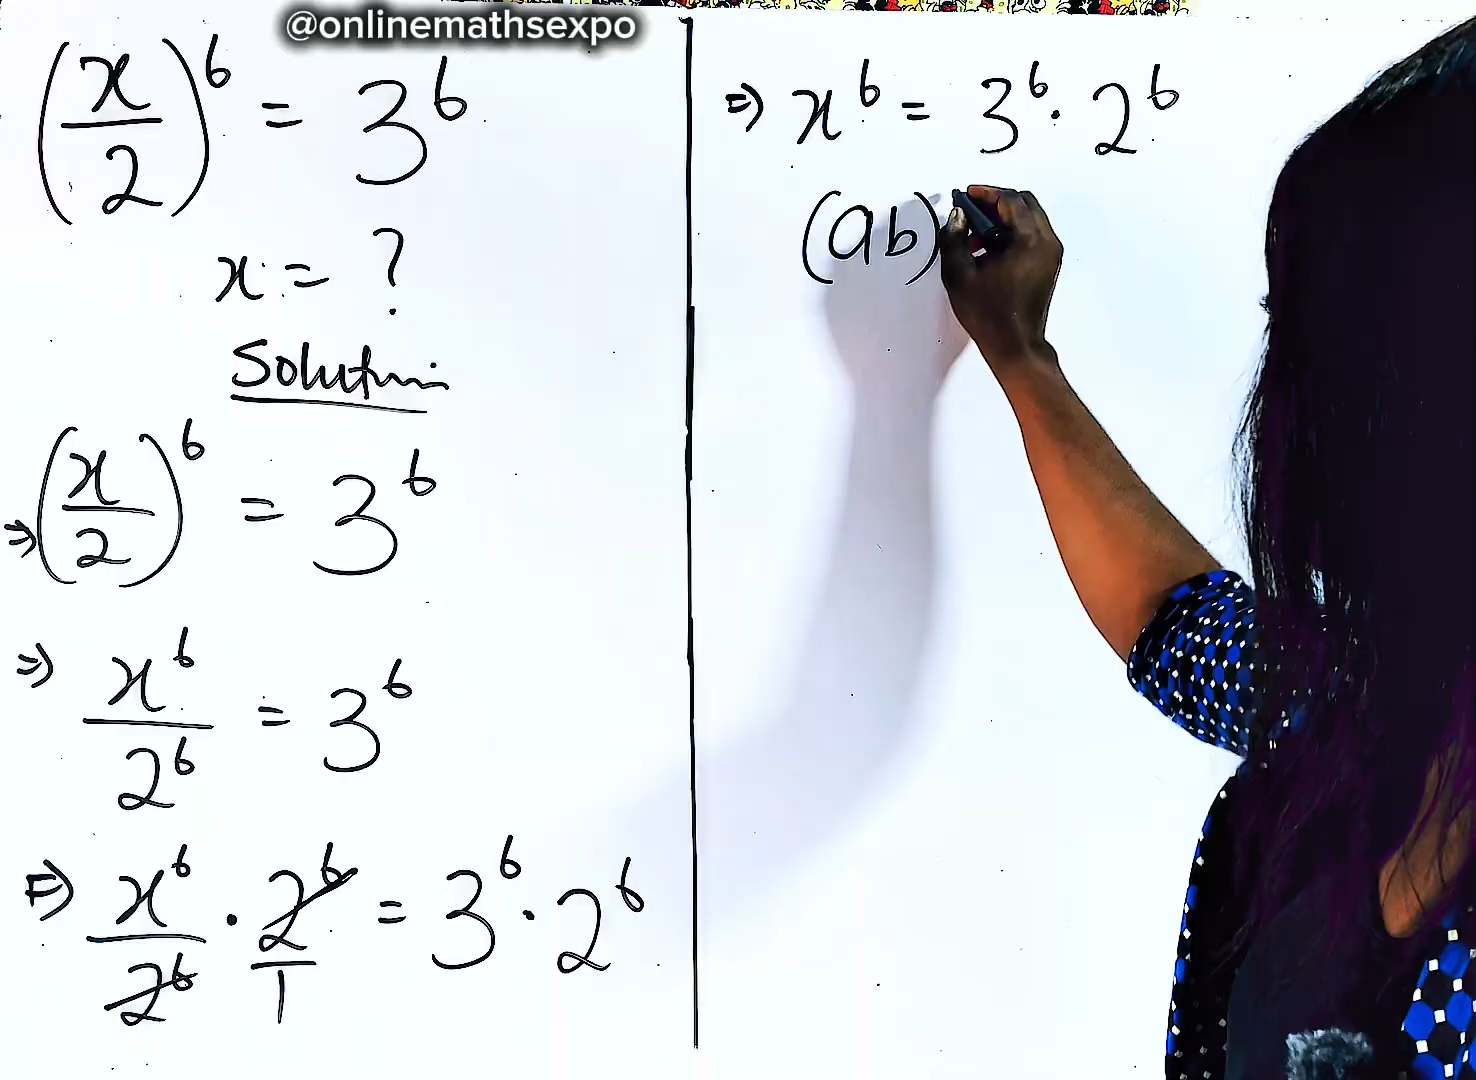 @onlinemathsexpo
(x/2)^6 = 3^6
x = ?
Solution
⇒ (x/2)^6 = 3^6
⇒ x^6/2^6 = 3^6
⇒ x^6/2^6 · 2^6/1 = 3^6 · 2^6
⇒ x^6 = 3^6 · 2^6
(ab)